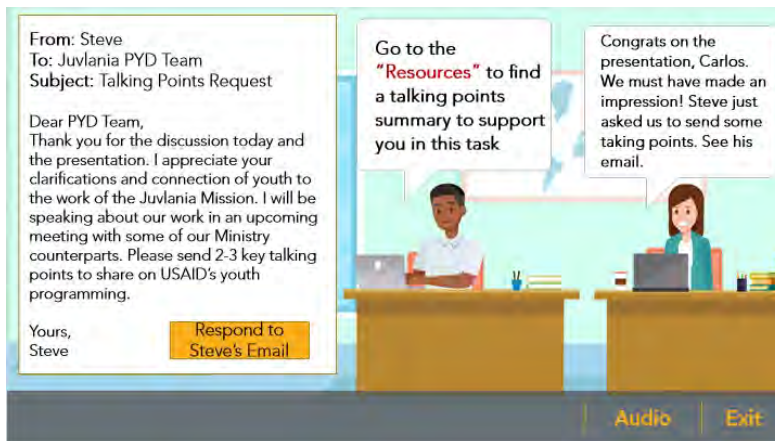 From: Steve
To: Juvlania PYD Team
Subject: Talking Points Request
Dear PYD Team,
Thank you for the discussion today and
the presentation. I appreciate your
clarifications and connection of youth to
the work of the Juvlania Mission. I will be
speaking about our work in an upcoming
meeting with some of our Ministry
counterparts. Please send 2-3 key talking
points to share on USAID's youth
programming.
Yours,
Steve
Respond to
Steve's Email
Go to the
"Resources" to find
a talking points
summary to support
you in this task
Congrats on the
presentation, Carlos.
We must have made an
impression! Steve just
asked us to send some
taking points. See his
email.
Audio
Exit